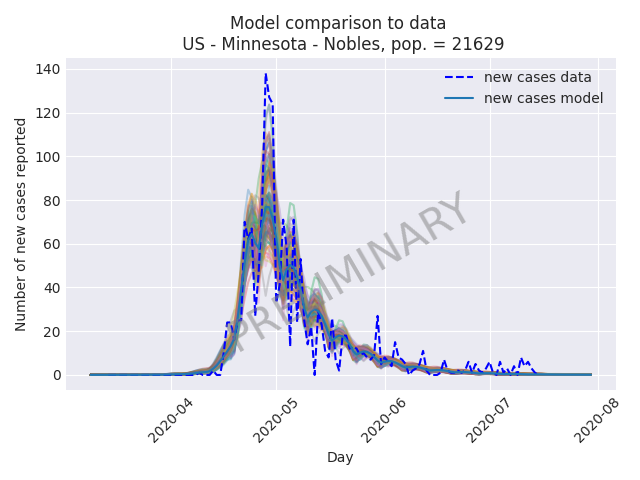 Model comparison to data
US - Minnesota - Nobles, pop. = 21629
140
120
100
80
60
40
20
0
Number of new cases reported
new cases data
new cases model
PRELIMINARY
2020-04
2020-05
2020-06
2020-07
2020-08
Day